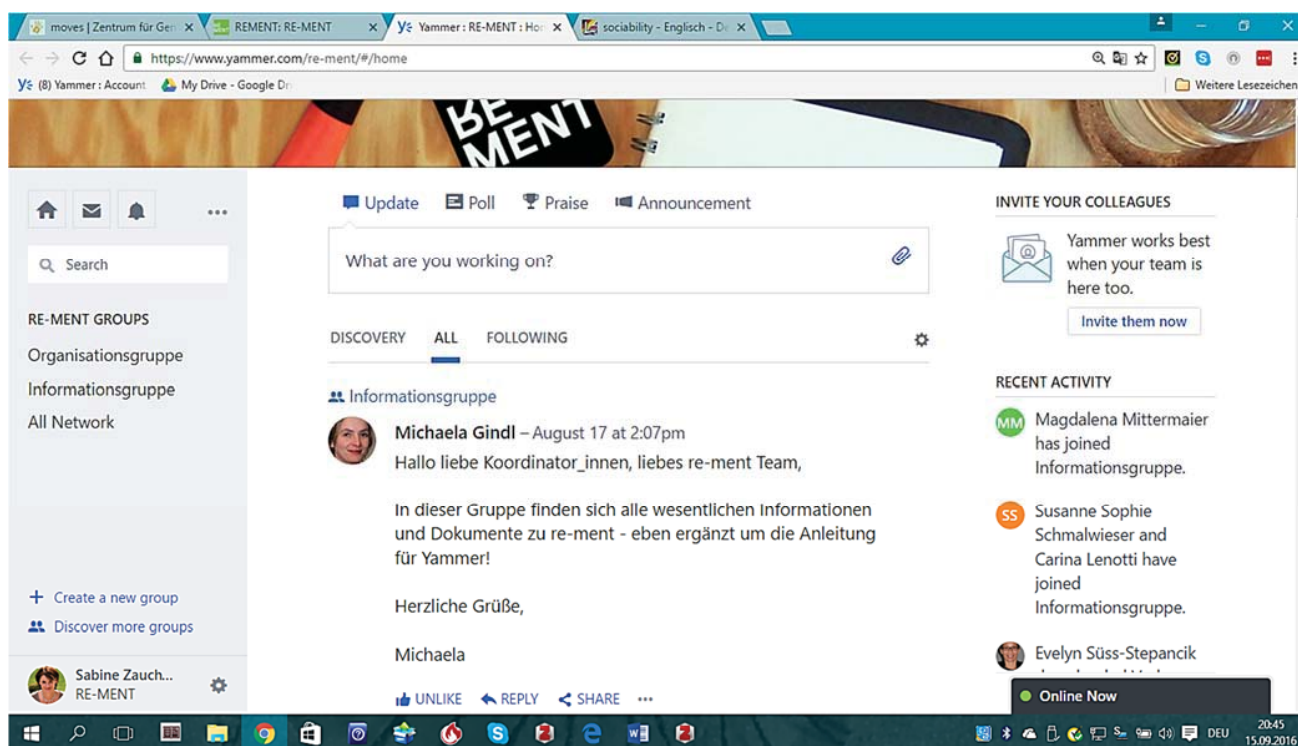 moves | Zentrum für Gen
REMENT: RE-MENT
Yammer : RE-MENT : Hom
sociability - Englisch - De
https://www.yammer.com/re-ment/#/home
(8) Yammer : Account
My Drive - Google Dri
Weitere Lesezeichen
RE
MENT
Update
Poll
Praise
Announcement
What are you working on?
Search
RE-MENT GROUPS
Organisationsgruppe
Informationsgruppe
All Network
Create a new group
Discover more groups
Sabine Zauch...
RE-MENT
DISCOVERY
ALL
FOLLOWING
Informationsgruppe
Michaela Gindl – August 17 at 2:07pm
Hallo liebe Koordinator_innen, liebes re-ment Team,
In dieser Gruppe finden sich alle wesentlichen Informationen
und Dokumente zu re-ment - eben ergänzt um die Anleitung
für Yammer!
Herzliche Grüße,
Michaela
UNLIKE
REPLY
SHARE
INVITE YOUR COLLEAGUES
Yammer works best
when your team is
here too.
Invite them now
RECENT ACTIVITY
MM
Magdalena Mittermaier
has joined
Informationsgruppe.
SS
Susanne Sophie
Schmalwieser and
Carina Lenotti have
joined
Informationsgruppe.
Evelyn Süss-Stepancik
Online Now
DEU
20:45
15.09.2016